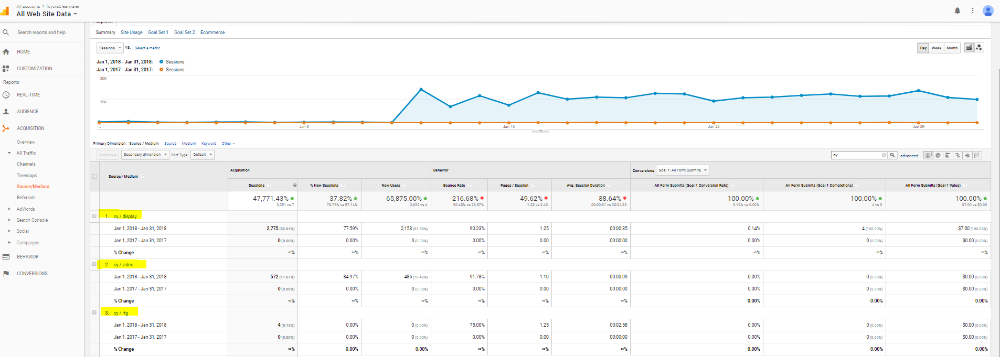 All accounts > ToyotaClearwater
All Web Site Data
Search reports and help
HOME
CUSTOMIZATION
Reports
REAL-TIME
AUDIENCE
ACQUISITION
Overview
All Traffic
Channels
Treemaps
Source/Medium
Referrals
AdWords
Search Console
Social
Campaigns
BEHAVIOR
CONVERSIONS
Explorer
Summary Site Usage Goal Set 1 Goal Set 2 Ecommerce
Sessions VS. Select a metric
Day Week Month
Jan 1, 2018 - Jan 31, 2018: Sessions
Jan 1, 2017 - Jan 31, 2017: Sessions
300
150
... Jan 8 Jan 15 Jan 22 Jan 29
Primary Dimension: Source / Medium Source Medium Keyword Other
Plot Rows Secondary dimension Sort Type: Default cy advanced
Source / Medium Acquisition Behavior Conversions Goal 1: All Form Submits
Sessions % New Sessions New Users Bounce Rate Pages / Session Avg. Session Duration All Form Submits (Goal 1 Conversion Rate) All Form Submits (Goal 1 Completions) All Form Submits (Goal 1 Value)
47,771.43% 37.82% 65,875.00% 216.68% 49.62% 88.64% 100.00% 100.00% 100.00%
3,351 vs 7 78.75% vs 57.14% 2,639 vs 4 90.48% vs 28.57% 1.22 vs 2.43 00:00:31 vs 00:04:29 0.12% vs 0.00% 4 vs 0 $7.00 vs $0.00
1. cy / display
Jan 1, 2018 - Jan 31, 2018 2,775 (82.81%) 77.59% 2,153 (81.58%) 90.23% 1.25 00:00:35 0.14% 4 (100.00%) $7.00 (100.00%)
Jan 1, 2017 - Jan 31, 2017 0 (0.00%) 0.00% 0 (0.00%) 0.00% 0.00 00:00:00 0.00% 0 (0.00%) $0.00 (0.00%)
% Change ∞% ∞% ∞% ∞% ∞% ∞% ∞% ∞% ∞%
2. cy / video
Jan 1, 2018 - Jan 31, 2018 572 (17.07%) 84.97% 486 (18.42%) 91.78% 1.10 00:00:09 0.00% 0 (0.00%) $0.00 (0.00%)
Jan 1, 2017 - Jan 31, 2017 0 (0.00%) 0.00% 0 (0.00%) 0.00% 0.00 00:00:00 0.00% 0 (0.00%) $0.00 (0.00%)
% Change ∞% ∞% ∞% ∞% ∞% ∞% 0.00% 0.00% 0.00%
3. cy / rtg
Jan 1, 2018 - Jan 31, 2018 4 (0.12%) 0.00% 0 (0.00%) 75.00% 1.25 00:02:58 0.00% 0 (0.00%) $0.00 (0.00%)
Jan 1, 2017 - Jan 31, 2017 0 (0.00%) 0.00% 0 (0.00%) 0.00% 0.00 00:00:00 0.00% 0 (0.00%) $0.00 (0.00%)
% Change ∞% 0.00% 0.00% ∞% ∞% ∞% 0.00% 0.00% 0.00%